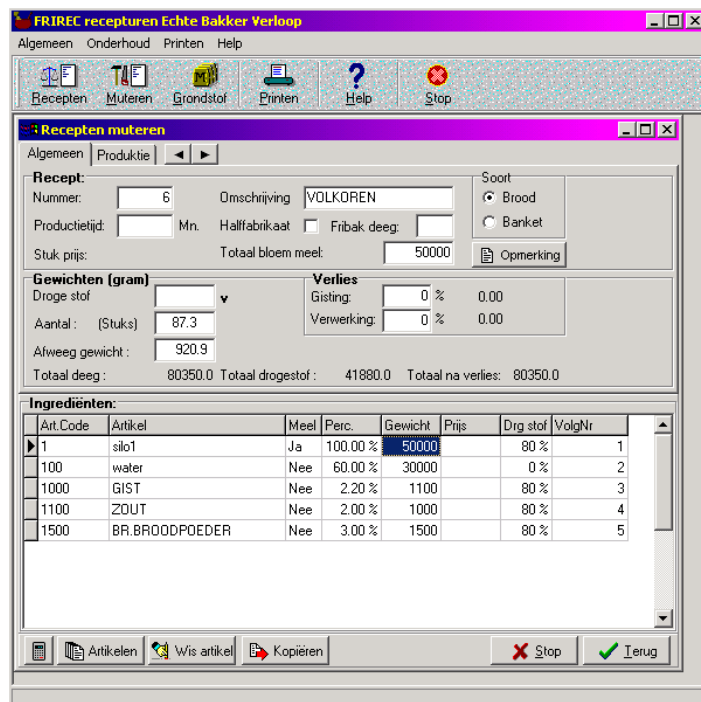 FRIREC recepturen Echte Bakker Verloop
Algemeen Onderhoud Printen Help
Recepten Muteren Grondstof Printen Help Stop
Recepten muteren
Algemeen Produktie
Recept: Soort
Nummer: 6 Omschrijving VOLKOREN Brood
Productietijd: Mn. Halffabrikaat Fribak deeg: Banket
Stuk prijs: Totaal bloem meel: 50000 Opmerking
Gewichten (gram) Verlies
Droge stof v Gisting: 0 % 0.00
Aantal : (Stuks) 87.3 Verwerking: 0 % 0.00
Afweeg gewicht : 920.9
Totaal deeg : 80350.0 Totaal drogestof : 41880.0 Totaal na verlies: 80350.0
Ingrediënten:
Art.Code Artikel Meel Perc. Gewicht Prijs Drg stof VolgNr
1 silo1 Ja 100.00 % 50000 80 % 1
100 water Nee 60.00 % 30000 0 % 2
1000 GIST Nee 2.20 % 1100 80 % 3
1100 ZOUT Nee 2.00 % 1000 80 % 4
1500 BR.BROODPOEDER Nee 3.00 % 1500 80 % 5
Artikelen Wis artikel Kopiëren Stop Terug